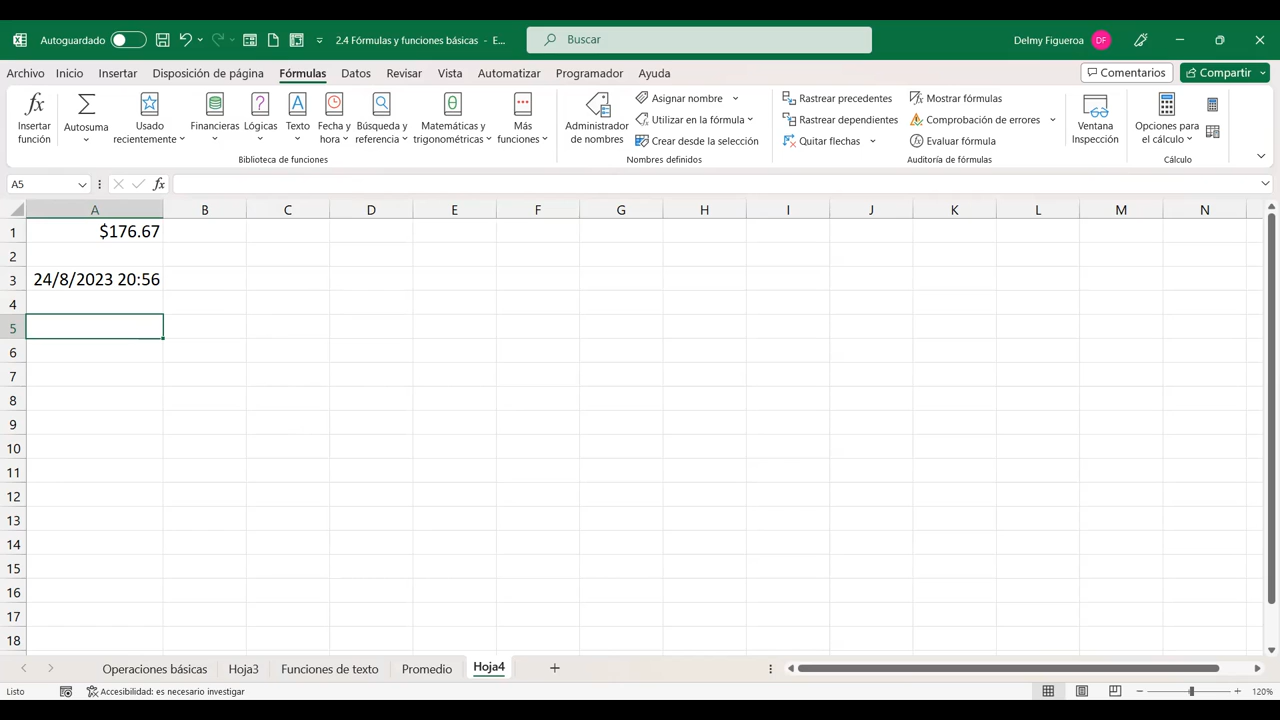 Autoguardado
2.4 Fórmulas y funciones básicas - E...
Buscar
Delmy Figueroa DF
Archivo Inicio Insertar Disposición de página Fórmulas Datos Revisar Vista Automatizar Programador Ayuda
Comentarios Compartir
fx Insertar función
Σ Autosuma
Usado recientemente
Financieras
? Lógicas
A Texto
Fecha y hora
Búsqueda y referencia
θ Matemáticas y trigonométricas
Más funciones
Biblioteca de funciones
Administrador de nombres
Asignar nombre
Utilizar en la fórmula
Crear desde la selección
Nombres definidos
Rastrear precedentes
Rastrear dependientes
Quitar flechas
Mostrar fórmulas
Comprobación de errores
Evaluar fórmula
Auditoría de fórmulas
Ventana Inspección
Opciones para el cálculo
Cálculo
A5 fx
A B C D E F G H I J K L M N
1 $176.67
2
3 24/8/2023 20:56
4
5
6
7
8
9
10
11
12
13
14
15
16
17
18
Operaciones básicas Hoja3 Funciones de texto Promedio Hoja4
Listo Accesibilidad: es necesario investigar 120%